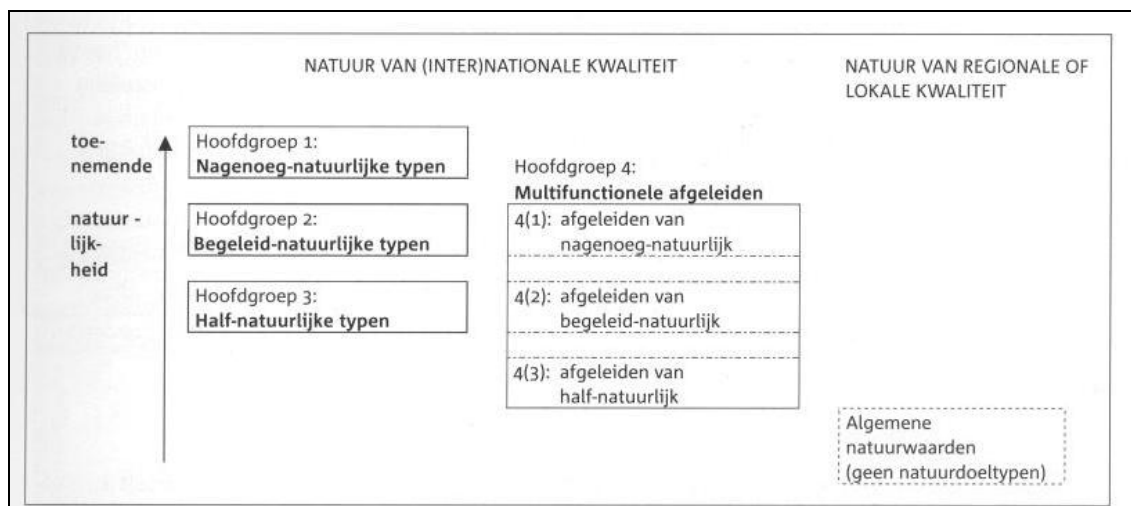 NATUUR VAN (INTER)NATIONALE KWALITEIT
NATUUR VAN REGIONALE OF
LOKALE KWALITEIT
toe-
nemende
natuur -
lijk-
heid
Hoofdgroep 1:
Nagenoeg-natuurlijke typen
Hoofdgroep 2:
Begeleid-natuurlijke typen
Hoofdgroep 3:
Half-natuurlijke typen
Hoofdgroep 4:
Multifunctionele afgeleiden
4(1): afgeleiden van
nagenoeg-natuurlijk
4(2): afgeleiden van
begeleid-natuurlijk
4(3): afgeleiden van
half-natuurlijk
Algemene
natuurwaarden
(geen natuurdoeltypen)